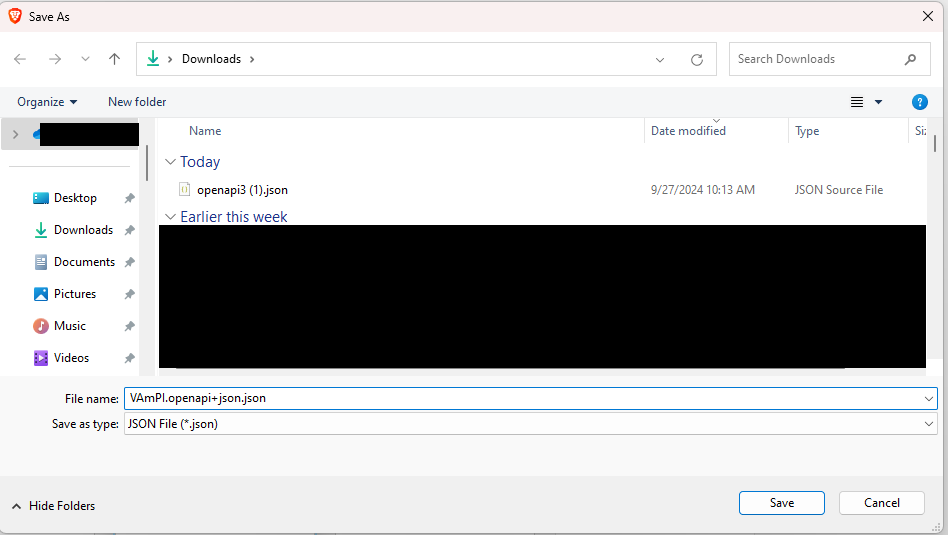 Save As
Downloads
Search Downloads
Organize
New folder
?
Name
Date modified
Type
Today
openapi3 (1).json
9/27/2024 10:13 AM
JSON Source File
Earlier this week
Desktop
Downloads
Documents
Pictures
Music
Videos
File name:
VAmPI.openapi+json.json
Save as type:
JSON File (*.json)
Hide Folders
Save
Cancel